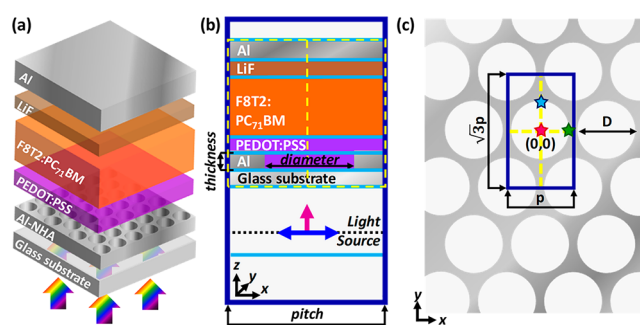 (a)
Al
LiF
F8T2:PC₇₁BM
PEDOT:PSS
Al-NHA
Glass substrate
(b)
Al
LiF
F8T2:
PC₇₁BM
PEDOT:PSS
thickness
diameter
Al
Glass substrate
Light
Source
z
y
x
pitch
(c)
√3p
(0,0)
D
p
y
x